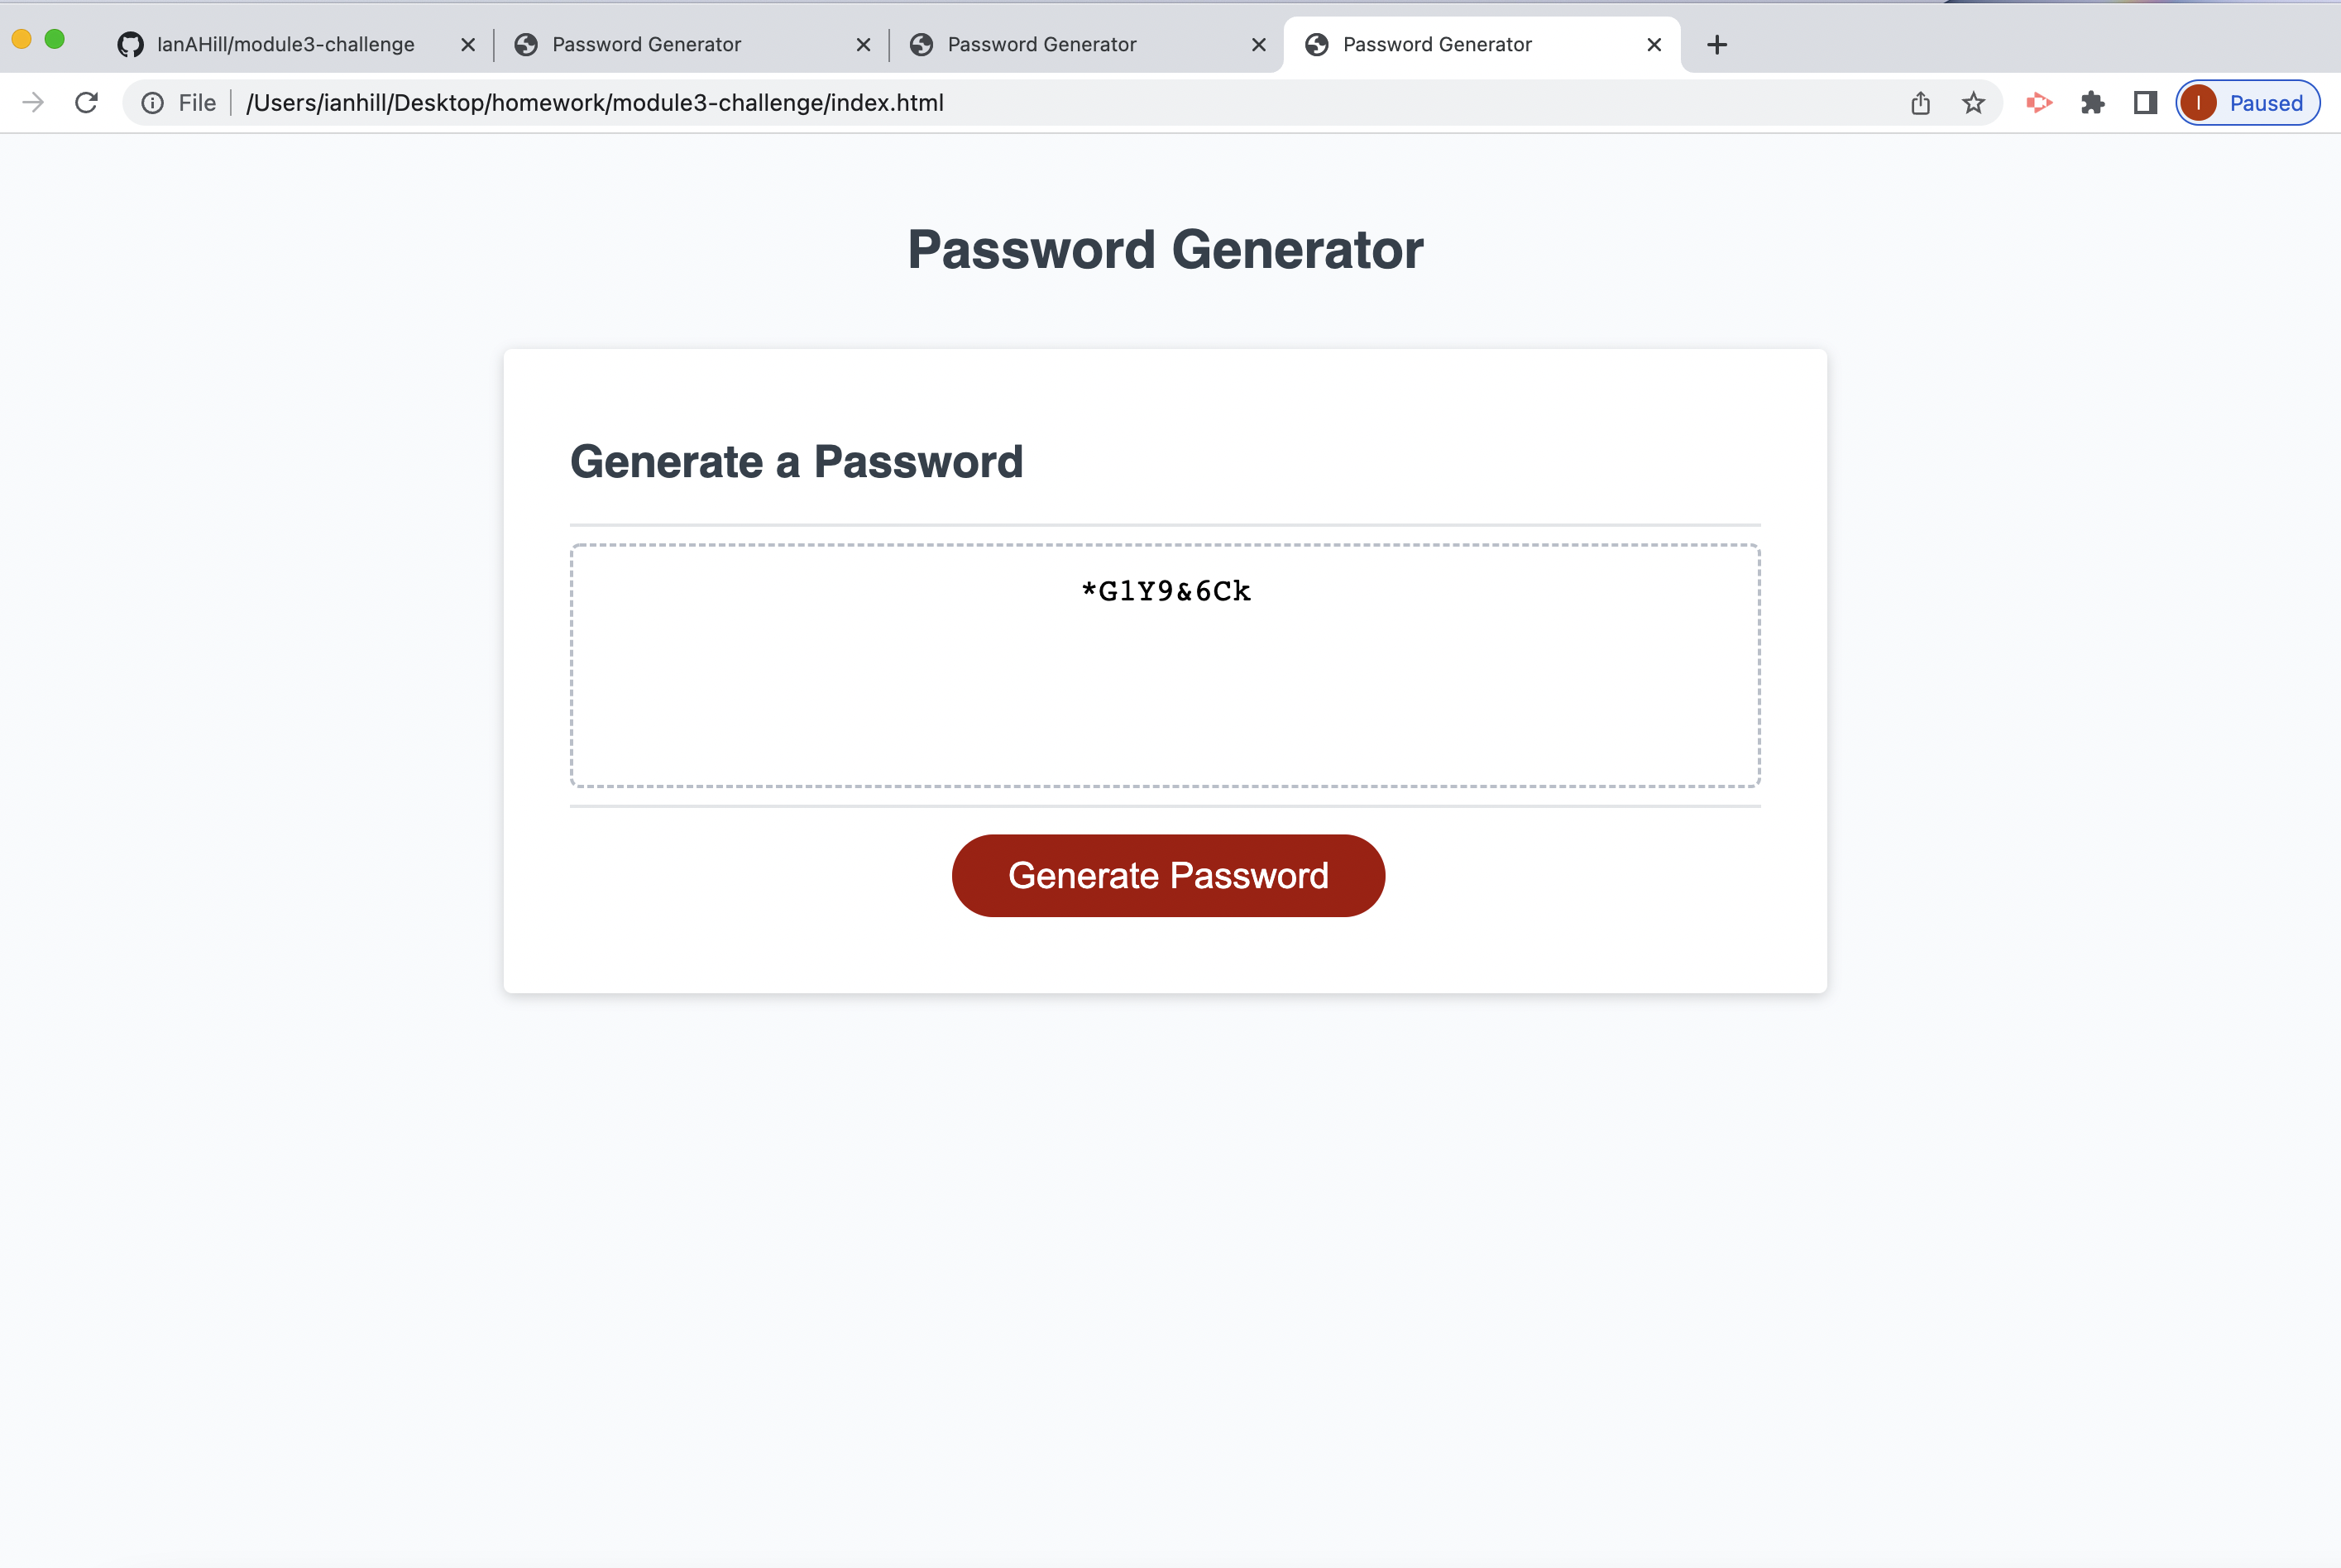 IanAHill/module3-challenge
Password Generator
Password Generator
Password Generator
File
/Users/ianhill/Desktop/homework/module3-challenge/index.html
I
Paused
Password Generator
Generate a Password
*G1Y9&6Ck
Generate Password